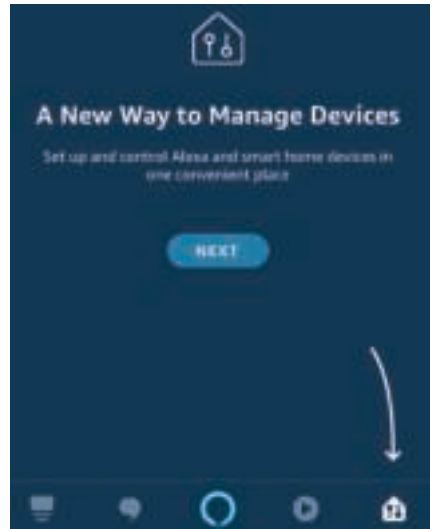 A New Way to Manage Devices
Set up and control Alexa and smart home devices in
one convenient place
NEXT